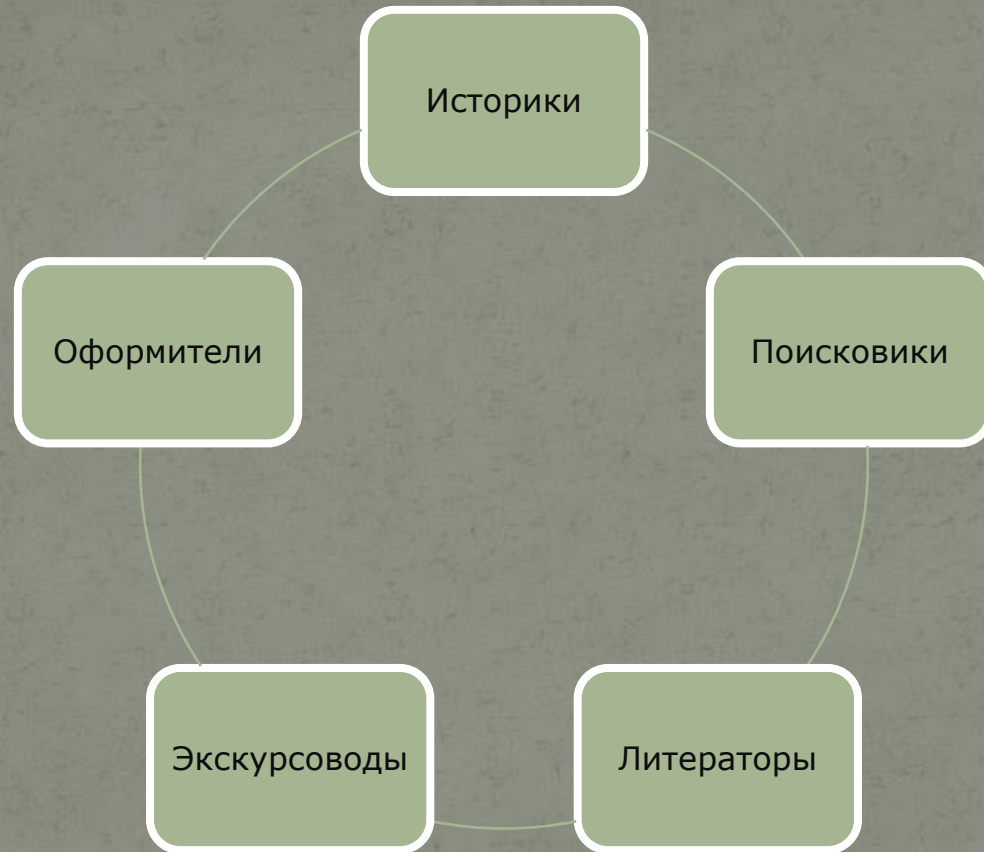 Историки
Оформители
Поисковики
Экскурсоводы
Литераторы